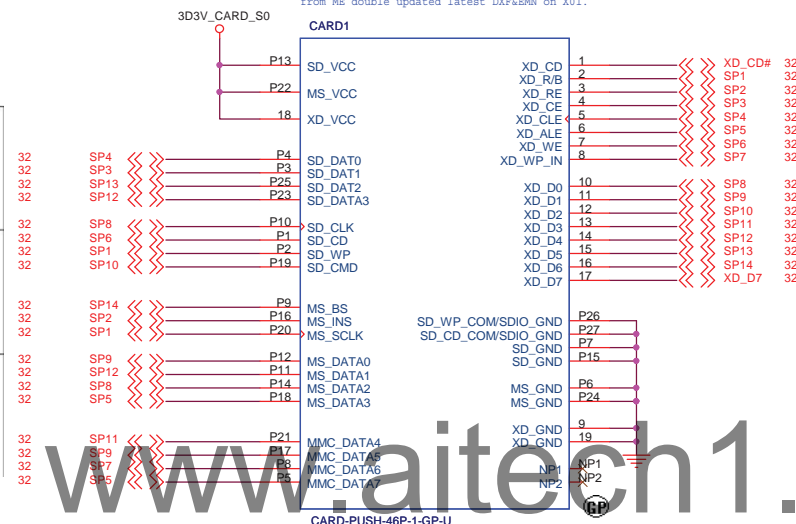 from ME double updated latest DXF&EMN on X01.
3D3V_CARD_S0
CARD1
P13 SD_VCC
P22 MS_VCC
18 XD_VCC
32 SP4 P4 SD_DAT0
32 SP3 P3 SD_DAT1
32 SP13 P25 SD_DAT2
32 SP12 P23 SD_DATA3
32 SP8 P10 SD_CLK
32 SP6 P1 SD_CD
32 SP1 P2 SD_WP
32 SP10 P19 SD_CMD
32 SP14 P9 MS_BS
32 SP2 P16 MS_INS
32 SP1 P20 MS_SCLK
32 SP9 P12 MS_DATA0
32 SP12 P11 MS_DATA1
32 SP8 P14 MS_DATA2
32 SP5 P18 MS_DATA3
32 SP11 P21 MMC_DATA4
32 SP9 P17 MMC_DATA5
32 SP7 P8 MMC_DATA6
32 SP5 P5 MMC_DATA7
XD_CD 1 XD_CD# 32
XD_R/B 2 SP1 32
XD_RE 3 SP2 32
XD_CE 4 SP3 32
XD_CLE 5 SP4 32
XD_ALE 6 SP5 32
XD_WE 7 SP6 32
XD_WP_IN 8 SP7 32
XD_D0 10 SP8 32
XD_D1 11 SP9 32
XD_D2 12 SP10 32
XD_D3 13 SP11 32
XD_D4 14 SP12 32
XD_D5 15 SP13 32
XD_D6 16 SP14 32
XD_D7 17 XD_D7 32
SD_WP_COM/SDIO_GND P26
SD_CD_COM/SDIO_GND P27
SD_GND P7
SD_GND P15
MS_GND P6
MS_GND P24
XD_GND 9
XD_GND 19
NP1 NP1
NP2 NP2
GP
CARD-PUSH-46P-1-GP-U
www.aitech1.